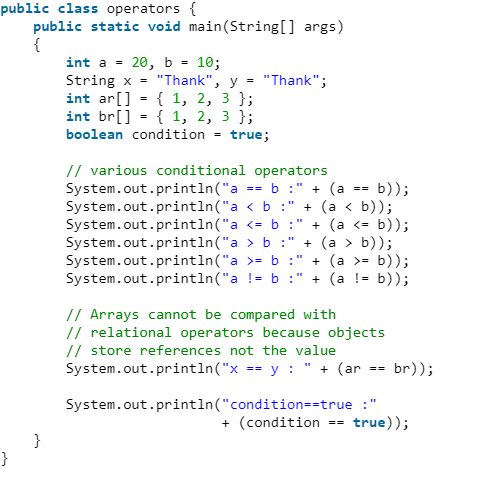 public class operators {
    public static void main(String[] args)
    {
        int a = 20, b = 10;
        String x = "Thank", y = "Thank";
        int ar[] = { 1, 2, 3 };
        int br[] = { 1, 2, 3 };
        boolean condition = true;

        // various conditional operators
        System.out.println("a == b :" + (a == b));
        System.out.println("a < b :" + (a < b));
        System.out.println("a <= b :" + (a <= b));
        System.out.println("a > b :" + (a > b));
        System.out.println("a >= b :" + (a >= b));
        System.out.println("a != b :" + (a != b));

        // Arrays cannot be compared with
        // relational operators because objects
        // store references not the value
        System.out.println("x == y : " + (ar == br));

        System.out.println("condition==true :"
                           + (condition == true));
    }
}